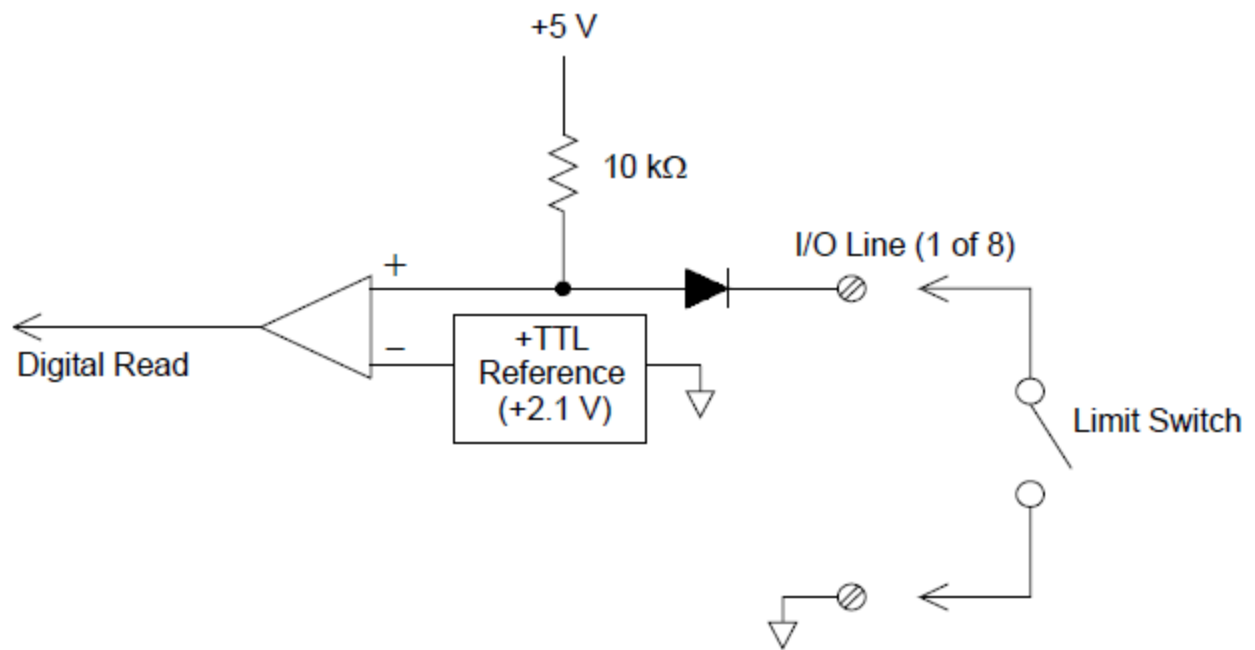 +5 V
10 kΩ
I/O Line (1 of 8)
+
−
+TTL
Reference
(+2.1 V)
Digital Read
Limit Switch